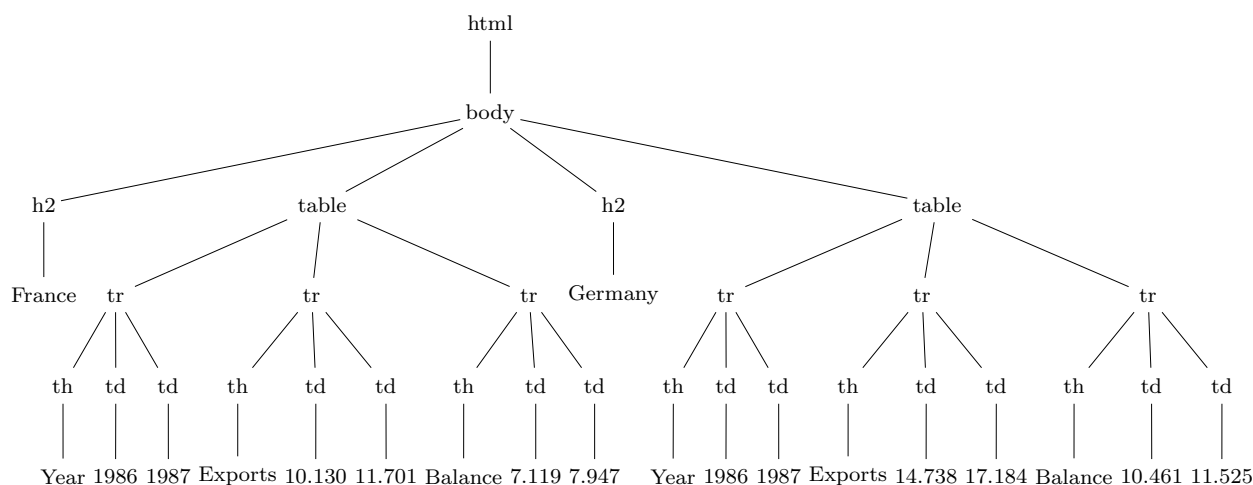 html
body
h2 table h2 table
France tr tr tr Germany tr tr tr
th td td th td td th td td th td td th td td th td td
Year 1986 1987 Exports 10.130 11.701 Balance 7.119 7.947 Year 1986 1987 Exports 14.738 17.184 Balance 10.461 11.525